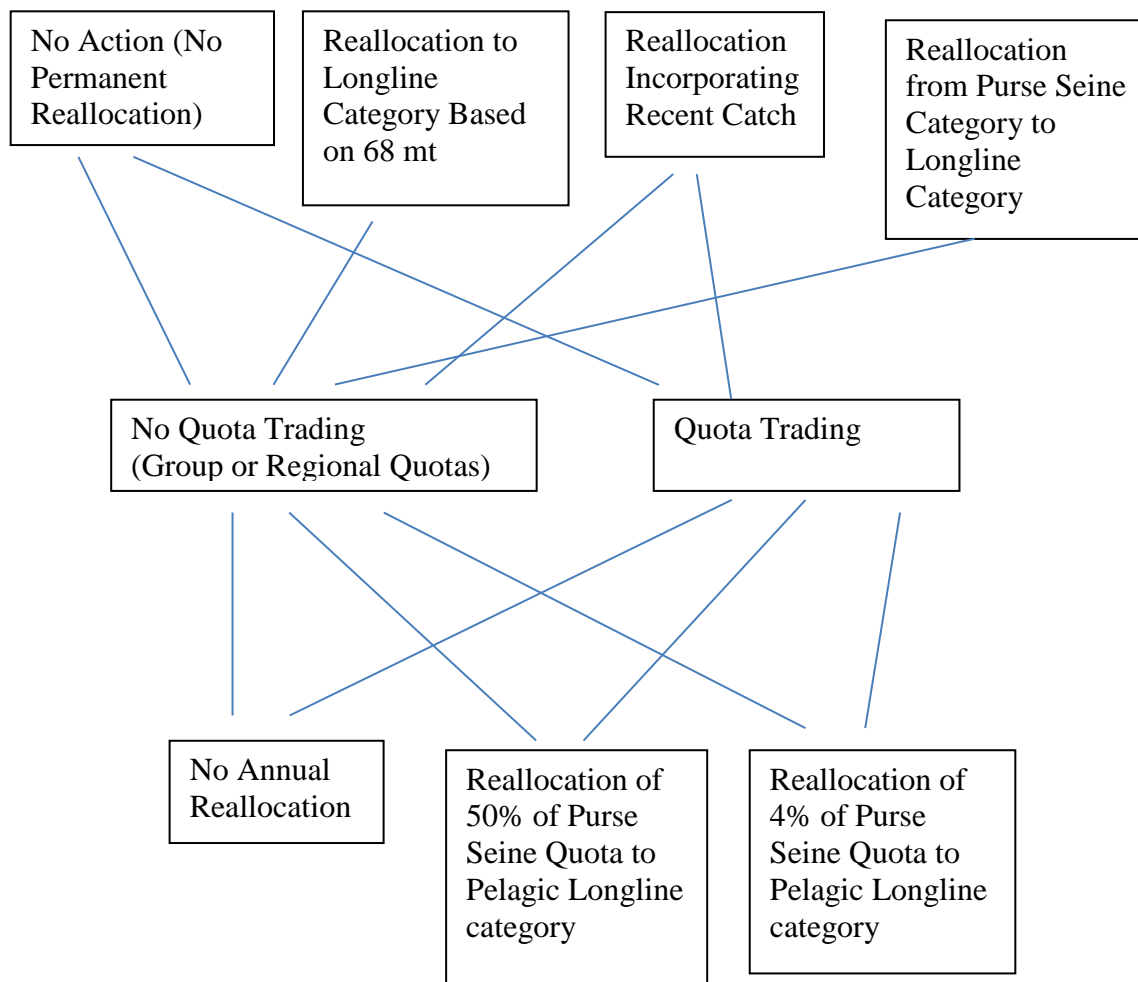 No Action (No
Permanent
Reallocation)
Reallocation to
Longline
Category Based
on 68 mt
Reallocation
Incorporating
Recent Catch
Reallocation
from Purse Seine
Category to
Longline
Category
No Quota Trading
(Group or Regional Quotas)
Quota Trading
No Annual
Reallocation
Reallocation of
50% of Purse
Seine Quota to
Pelagic Longline
category
Reallocation of
4% of Purse
Seine Quota to
Pelagic Longline
category